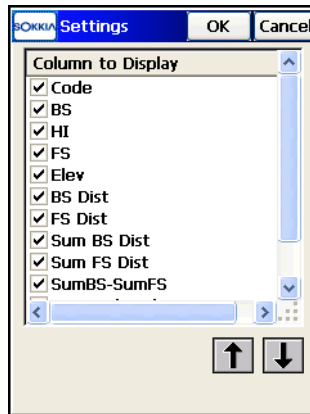 SOKKIA Settings OK Cancel
Column to Display
Code
BS
HI
FS
Elev
BS Dist
FS Dist
Sum BS Dist
Sum FS Dist
SumBS-SumFS